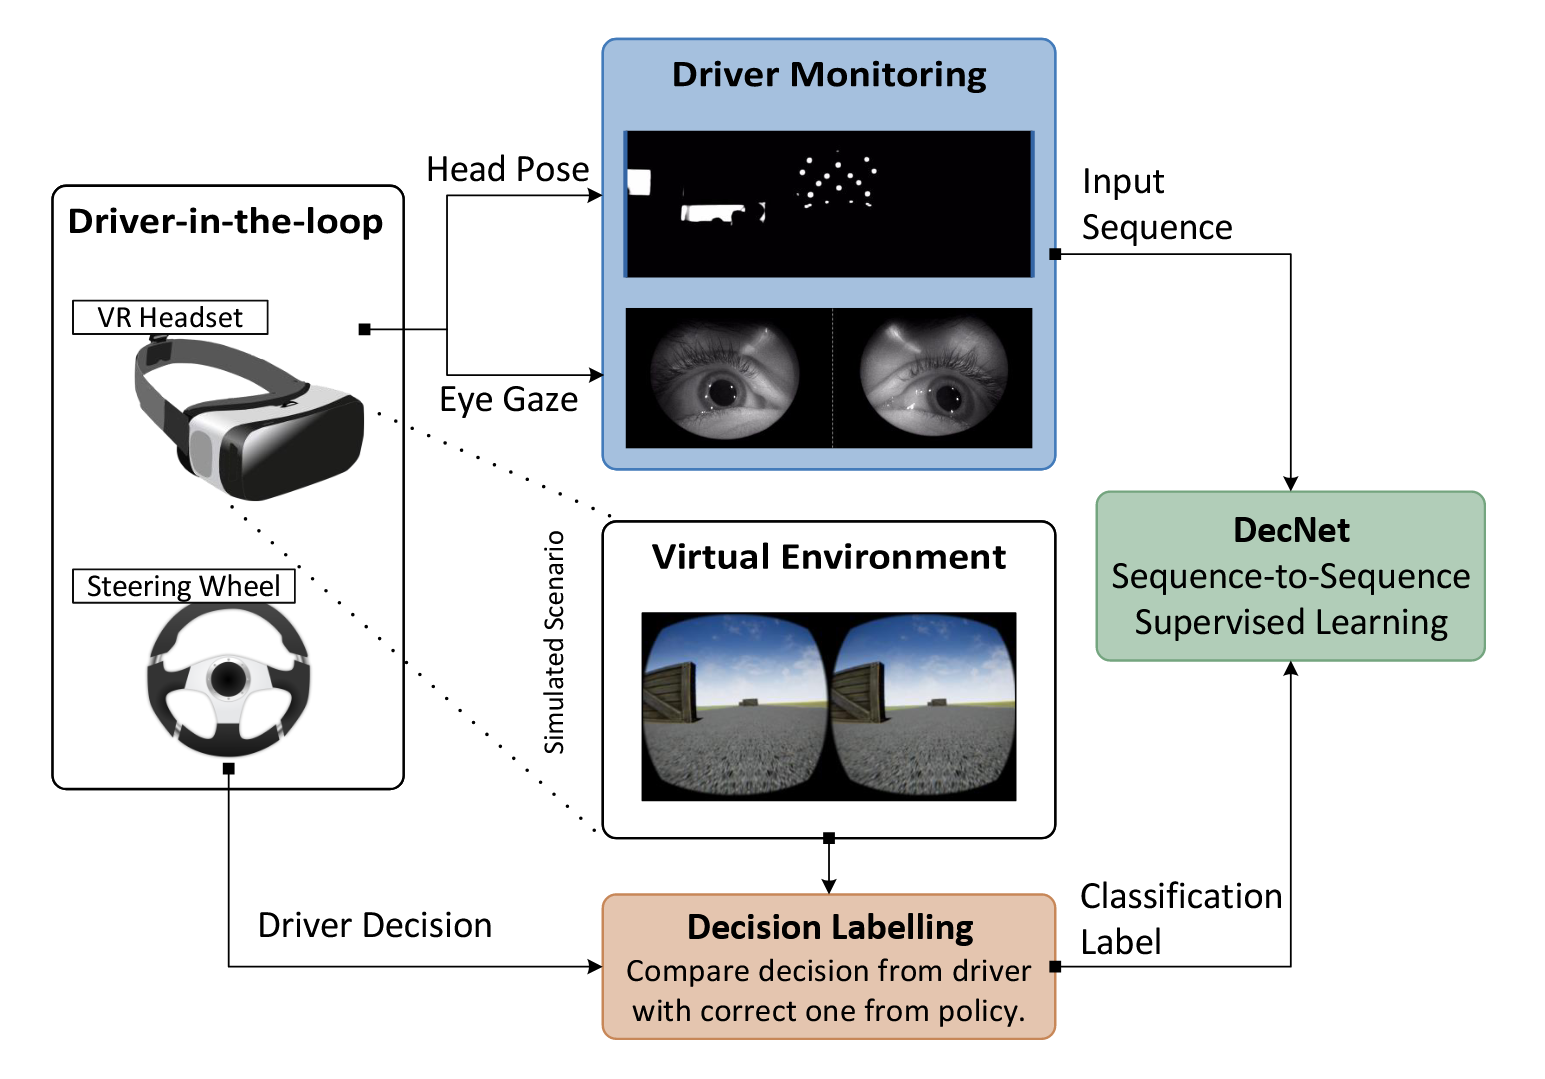 Driver Monitoring
Head Pose
Input
Sequence
Driver-in-the-loop
VR Headset
Eye Gaze
DecNet
Sequence-to-Sequence
Supervised Learning
Virtual Environment
Simulated Scenario
Steering Wheel
Classification
Label
Driver Decision
Decision Labelling
Compare decision from driver
with correct one from policy.